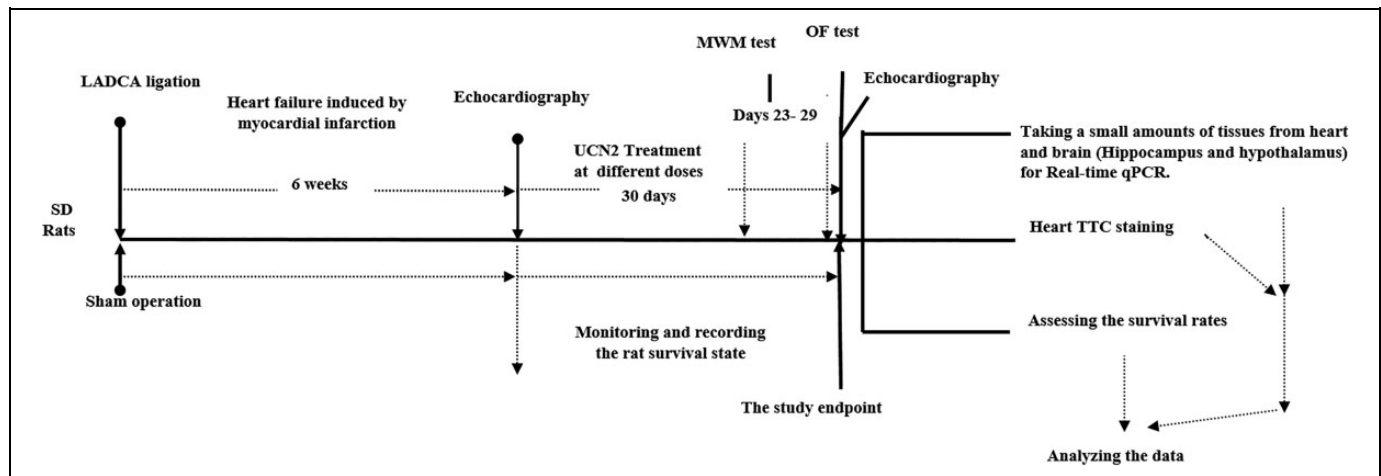 MWM test
OF test
LADCA ligation
Heart failure induced by
myocardial infarction
Echocardiography
Echocardiography
Days 23- 29
UCN2 Treatment
at different doses
30 days
6 weeks
Taking a small amounts of tissues from heart
and brain (Hippocampus and hypothalamus)
for Real-time qPCR.
SD
Rats
Heart TTC staining
Sham operation
Monitoring and recording
the rat survival state
Assessing the survival rates
The study endpoint
Analyzing the data